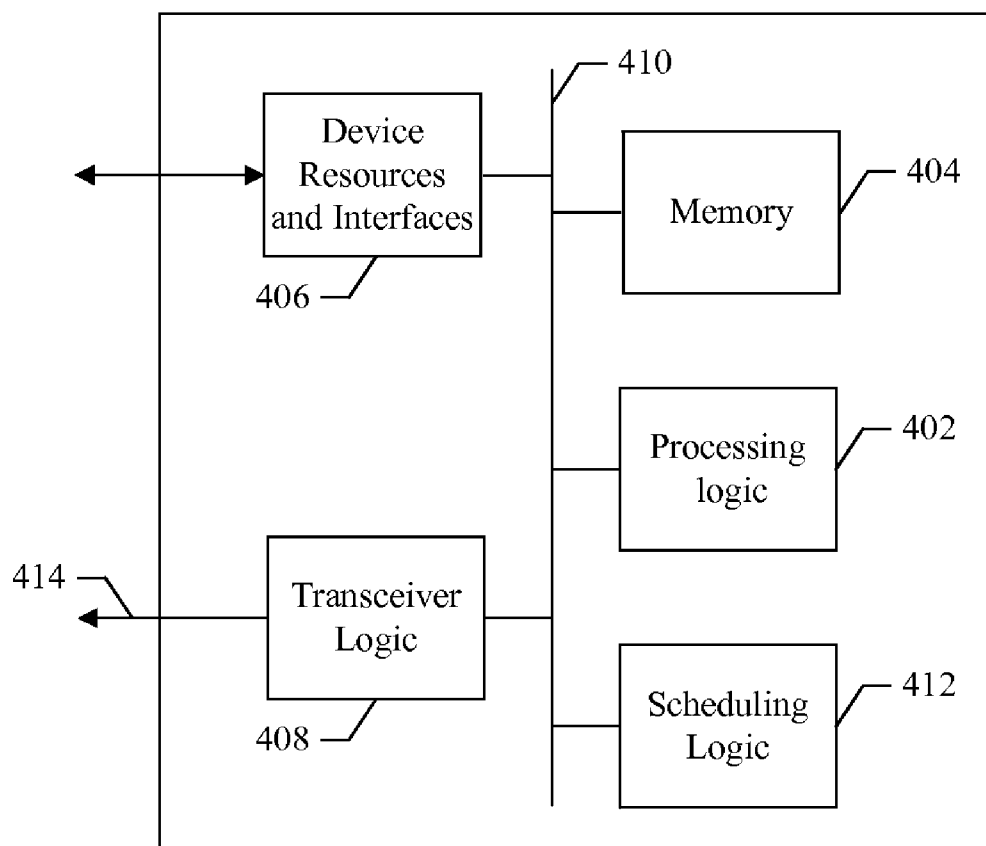 410
Device
Resources
and Interfaces
404
Memory
406
402
Processing
logic
414
Transceiver
Logic
412
Scheduling
Logic
408